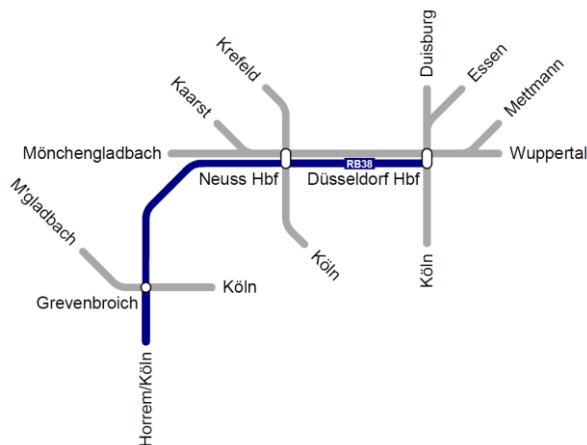 Duisburg
Krefeld
Essen
Kaarst
Mettmann
Mönchengladbach
Wuppertal
RB38
Neuss Hbf
Düsseldorf Hbf
M'gladbach
Köln
Köln
Köln
Grevenbroich
Horrem/Köln